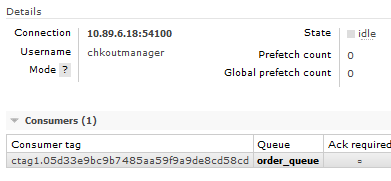 Details
Connection 10.89.6.18:54100 State idle
Username chkoutmanager Prefetch count 0
Mode ? Global prefetch count 0
Consumers (1)
Consumer tag Queue Ack required
ctag1.05d33e9bc9b7485aa59f9a9de8cd58cd order_queue